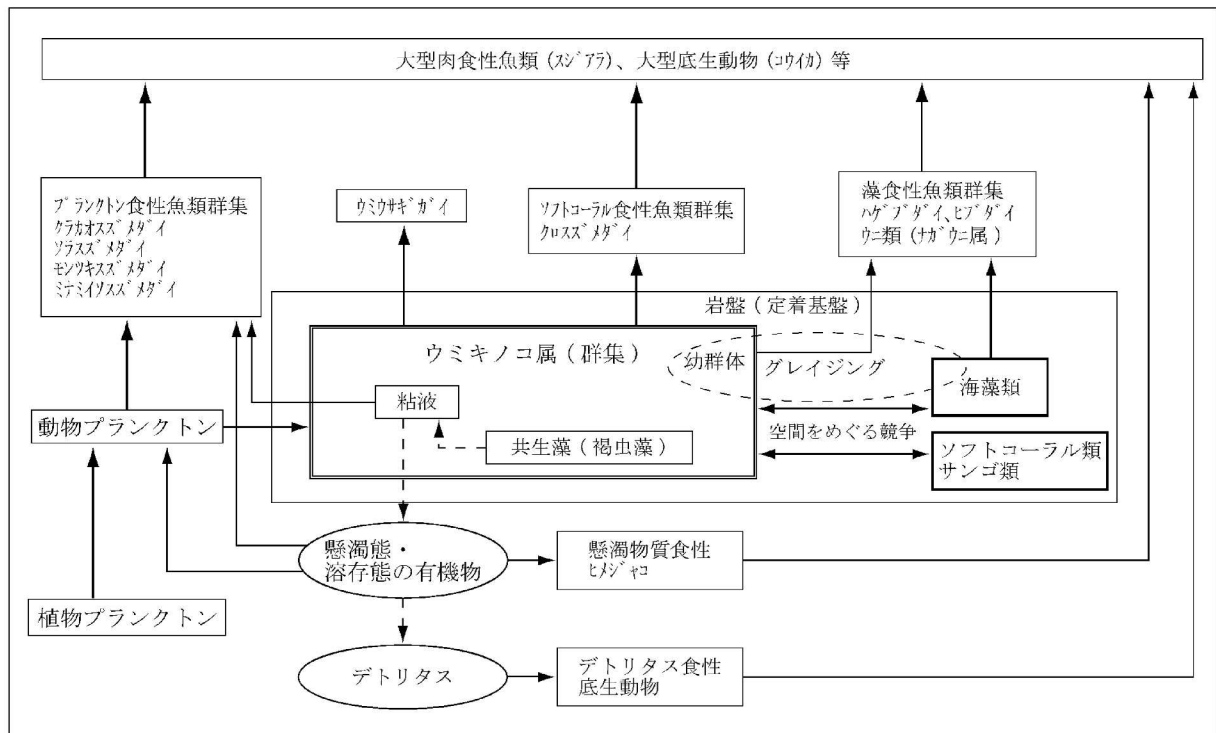 大型肉食性魚類(ｽｼﾞｱﾗ)、大型底生動物(ｺｳｲｶ)等
ﾌﾟﾗﾝｸﾄﾝ食性魚類群集
ｸﾗｶｵｽｽﾞﾒﾀﾞｲ
ｿﾗｽｽﾞﾒﾀﾞｲ
ﾓﾝﾂｷｽｽﾞﾒﾀﾞｲ
ﾐﾅﾐｲｿｽｽﾞﾒﾀﾞｲ
ｳﾐｳｻｷﾞｶﾞｲ
ｿﾌﾄｺｰﾗﾙ食性魚類群集
ｸﾛｽｽﾞﾒﾀﾞｲ
藻食性魚類群集
ﾊｹﾞﾌﾞﾀﾞｲ､ﾋﾌﾞﾀﾞｲ
ｳﾆ類(ﾅｶﾞｳﾆ属)
岩盤(定着基盤)
ウミキノコ属(群集)
幼群体
グレイジング
海藻類
粘液
動物プランクトン
共生藻(褐虫藻)
空間をめぐる競争
ソフトコーラル類
サンゴ類
懸濁態・
溶存態の有機物
懸濁物質食性
ﾋﾒｼﾞｬｺ
植物プランクトン
デトリタス
デトリタス食性
底生動物